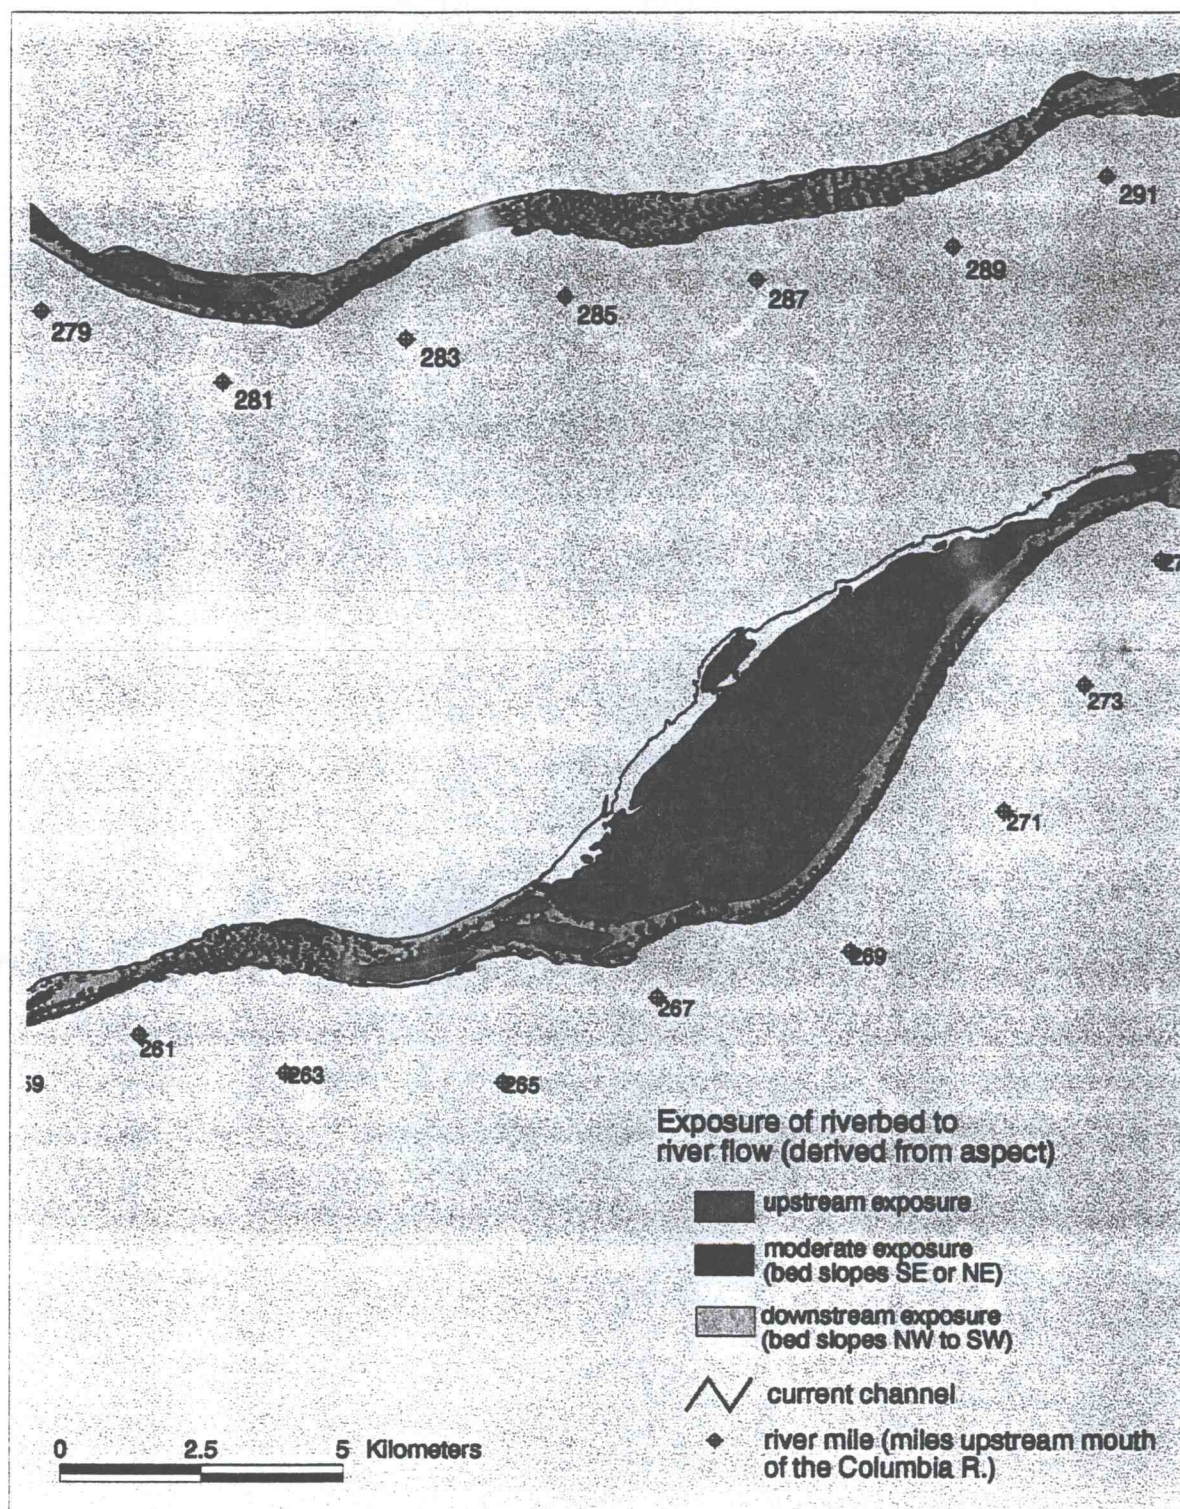 291
289
287
285
283
279
281
273
271
269
267
261
263
265
Exposure of riverbed to
river flow (derived from aspect)
upstream exposure
moderate exposure
(bed slopes SE or NE)
downstream exposure
(bed slopes NW to SW)
current channel
river mile (miles upstream mouth
of the Columbia R.)
0 2.5 5 Kilometers